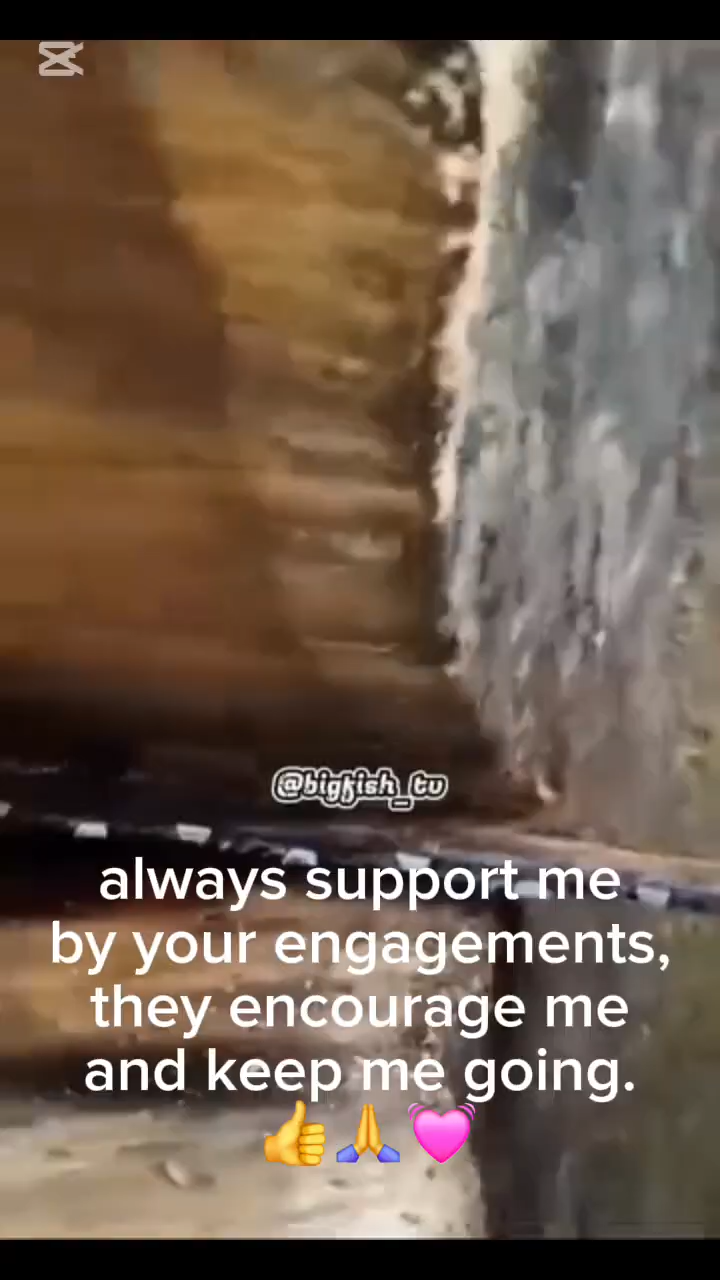 @bigfish_tv
always support me
by your engagements,
they encourage me
and keep me going.
👍🙏💓